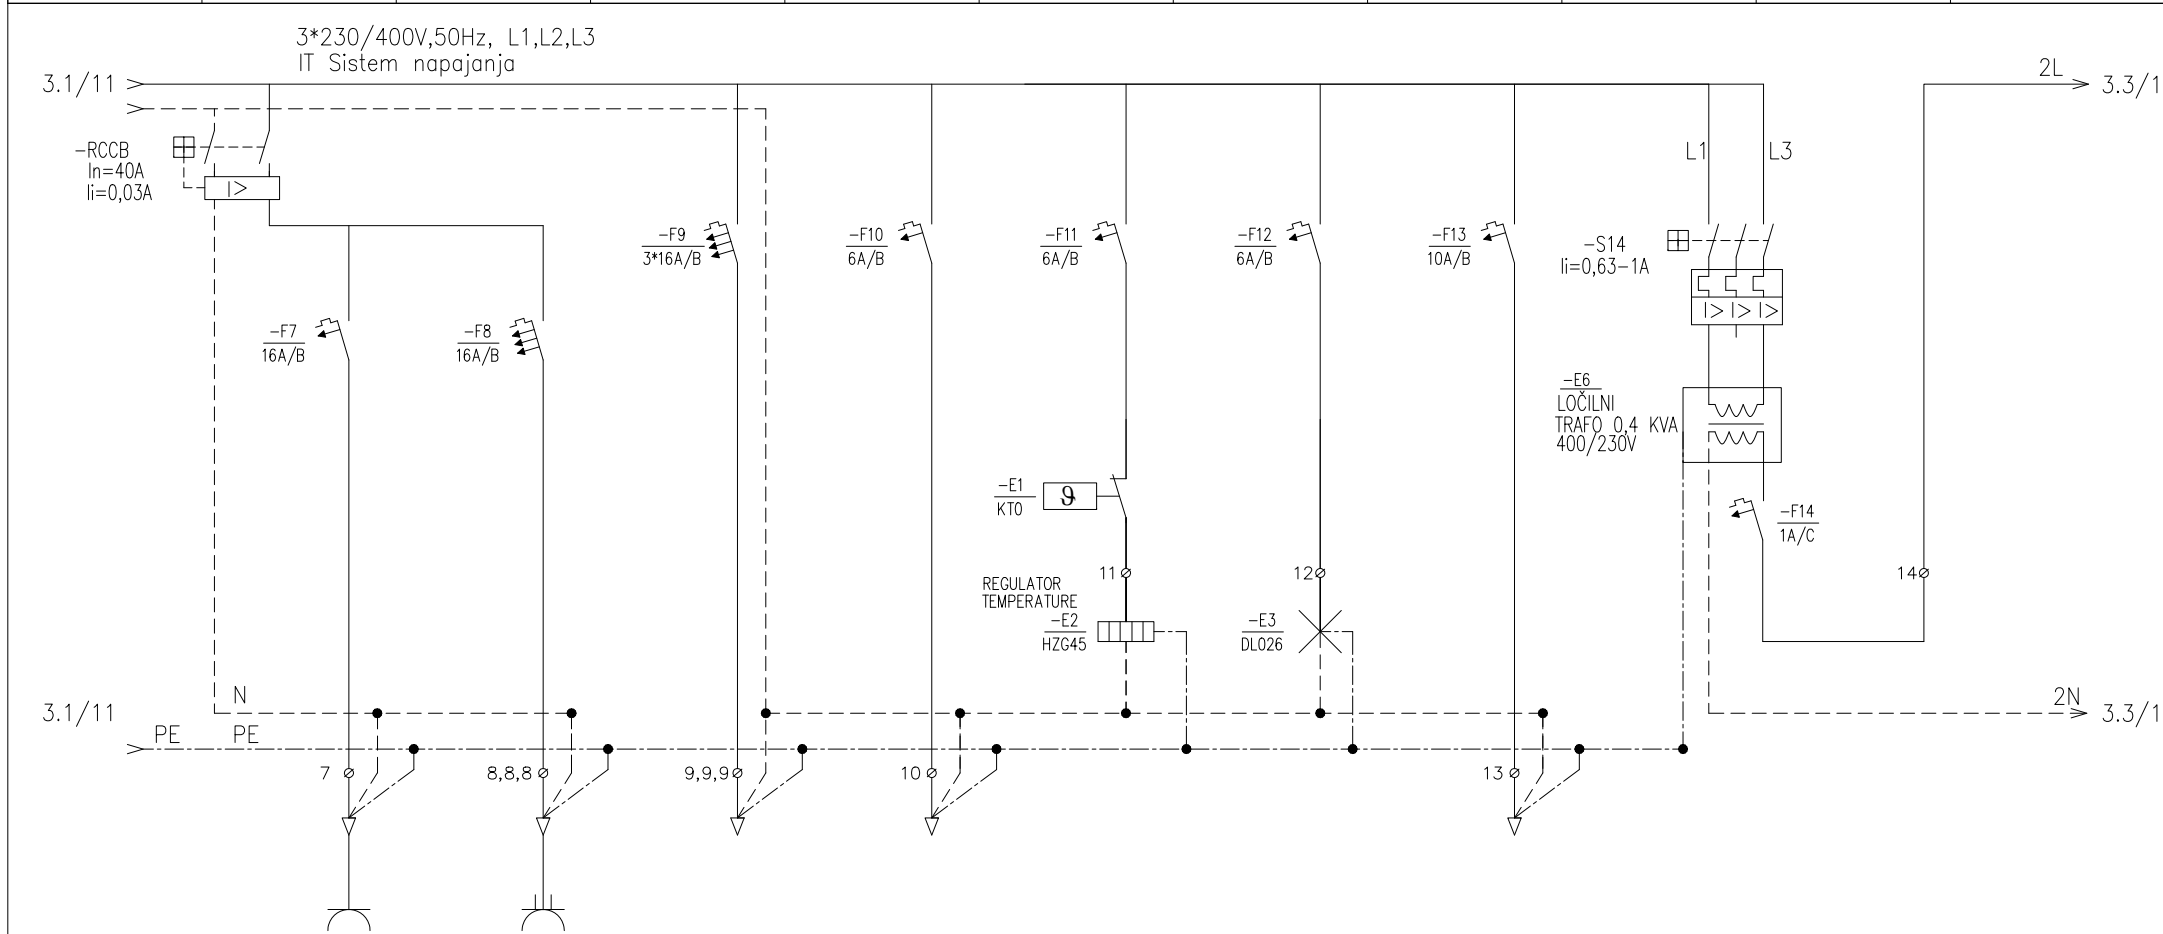 3*230/400V,50Hz, L1,L2,L3
IT Sistem napajanja
3.1/11
2L
3.3/1
-RCCB
In=40A
Ii=0,03A
I>
L1
L3
-F9
3*16A/B
-F10
6A/B
-F11
6A/B
-F12
6A/B
-F13
10A/B
-S14
Ii=0,63-1A
I> I> I>
-F7
16A/B
-F8
16A/B
-E6
LOČILNI
TRAFO 0,4 KVA
400/230V
-E1
KTO
ϑ
-F14
1A/C
11
12
14
REGULATOR
TEMPERATURE
-E2
HZG45
-E3
DL026
N
3.1/11
2N
3.3/1
PE
PE
7
8,8,8
9,9,9
10
13